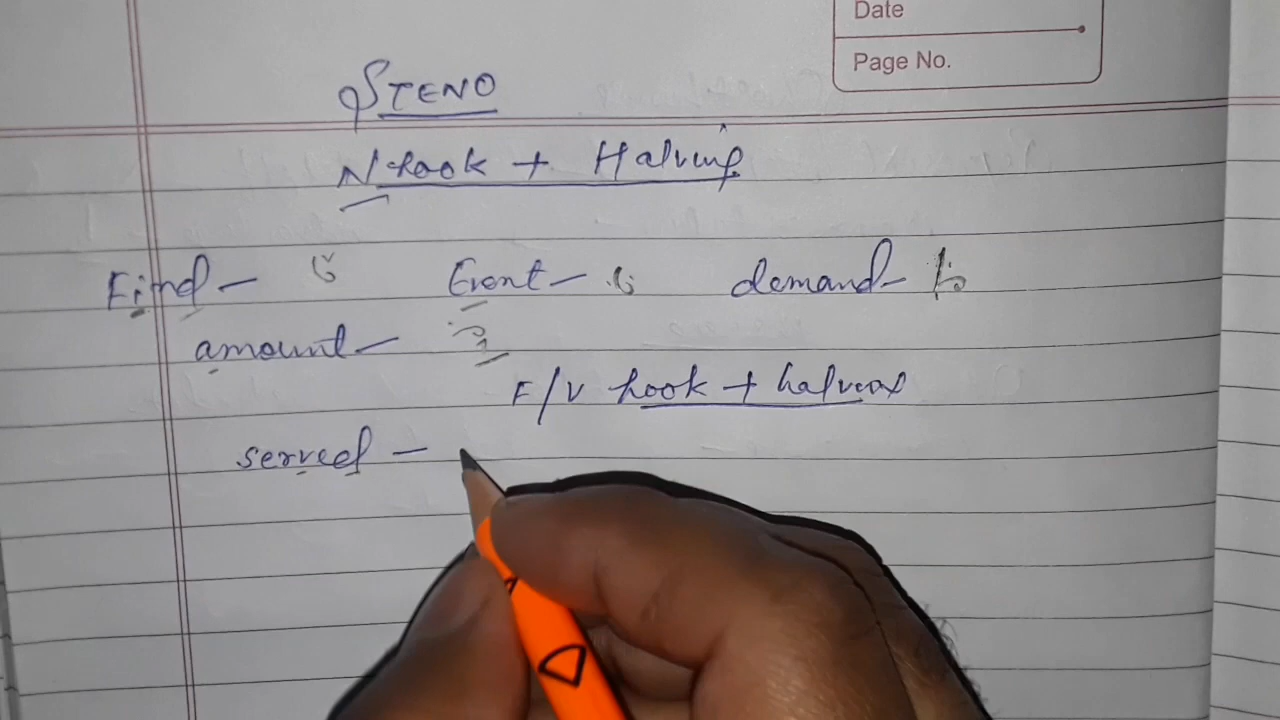 Date
Page No.
STENO
N hook + Halving
Find - Event - demand -
amount -
F/V hook + halving
served -